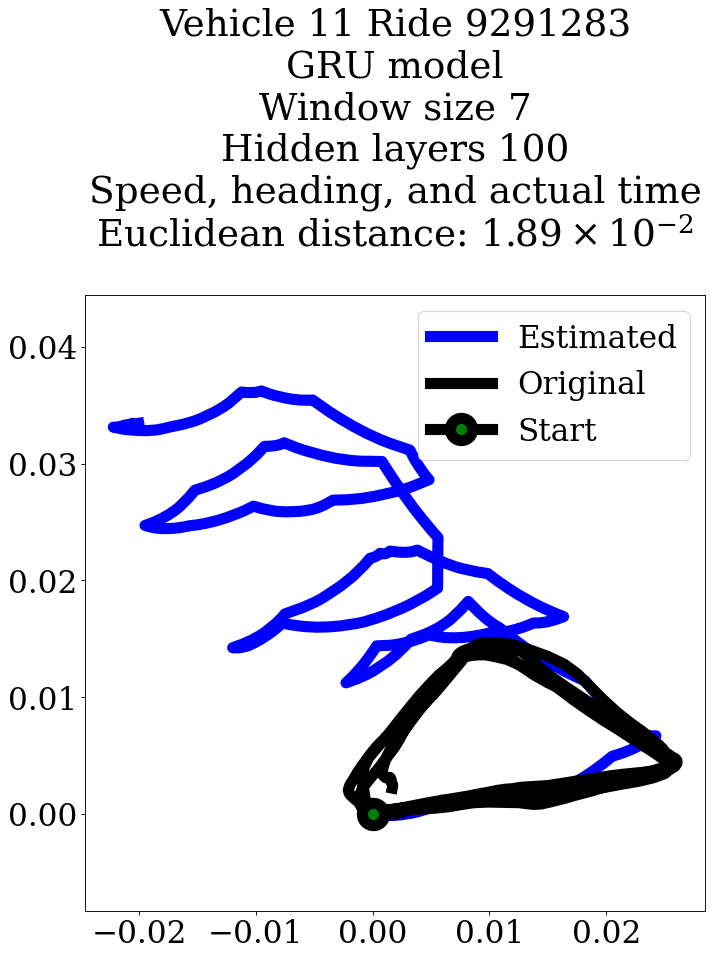 Vehicle 11 Ride 9291283
GRU model
Window size 7
Hidden layers 100
Speed, heading, and actual time
Euclidean distance: 1.89 × 10⁻²
Estimated
Original
Start
0.04
0.03
0.02
0.01
0.00
−0.02 −0.01 0.00 0.01 0.02